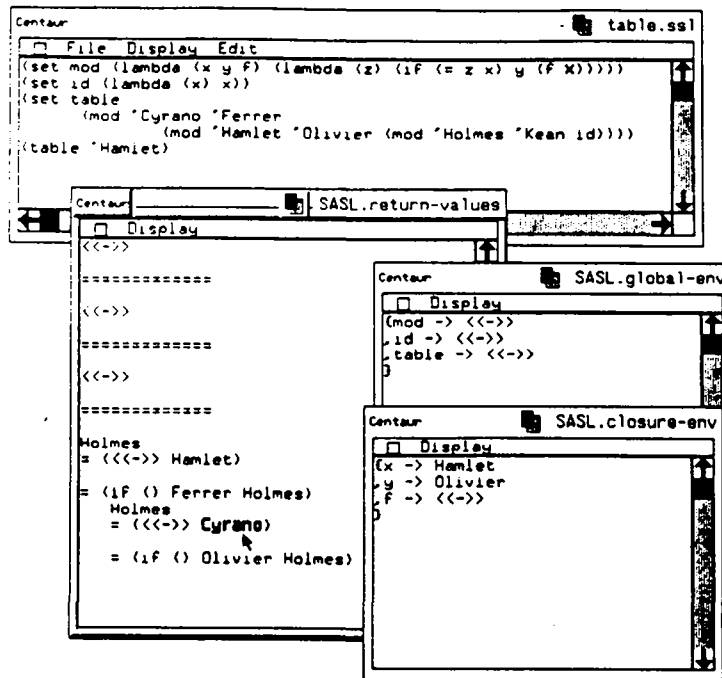 Centaur table.ssl
File Display Edit
(set mod (lambda (x y f) (lambda (z) (if (= z x) y (f X)))))
(set id (lambda (x) x))
(set table
(mod 'Cyrano 'Ferrer
(mod 'Hamlet 'Olivier (mod 'Holmes 'Kean id))))
(table 'Hamlet)
Centaur SASL.return-values
Display
<<->>
=============
<<->>
=============
<<->>
=============
Holmes
= (<<->> Hamlet)
= (if () Ferrer Holmes)
Holmes
= (<<->> Cyrano)
= (if () Olivier Holmes)
Centaur SASL.global-env
Display
{mod -> <<->>
,id -> <<->>
,table -> <<->>
}
Centaur SASL.closure-env
Display
{x -> Hamlet
,y -> Olivier
,f -> <<->>
}